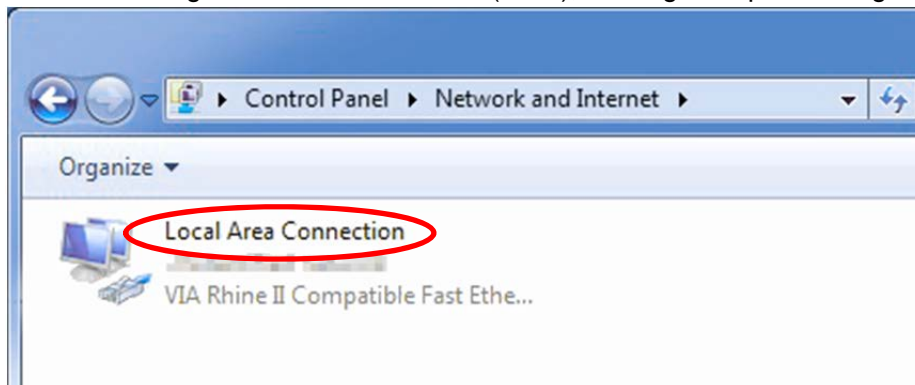 Control Panel Network and Internet
Organize
Local Area Connection
VIA Rhine II Compatible Fast Ethe...